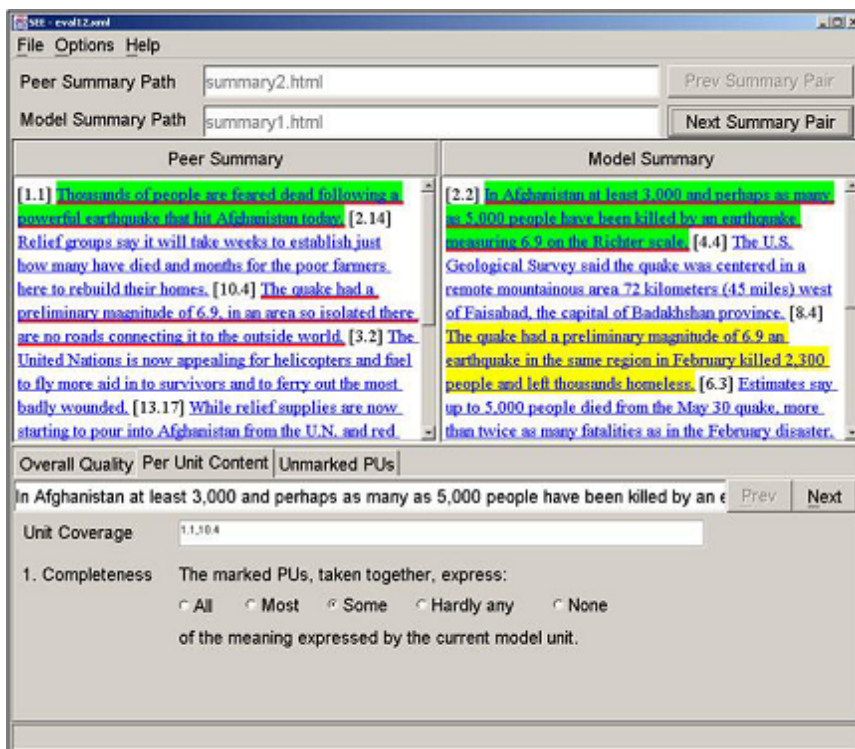 SEE - eval12.xml
File Options Help
Peer Summary Path summary2.html Prev Summary Pair
Model Summary Path summary1.html Next Summary Pair
Peer Summary
[1.1] Thousands of people are feared dead following a
powerful earthquake that hit Afghanistan today. [2.14]
Relief groups say it will take weeks to establish just
how many have died and months for the poor farmers
here to rebuild their homes. [10.4] The quake had a
preliminary magnitude of 6.9, in an area so isolated there
are no roads connecting it to the outside world. [3.2] The
United Nations is now appealing for helicopters and fuel
to fly more aid in to survivors and to ferry out the most
badly wounded. [13.17] While relief supplies are now
starting to pour into Afghanistan from the U.N. and red
Model Summary
[2.2] In Afghanistan at least 3,000 and perhaps as many
as 5,000 people have been killed by an earthquake
measuring 6.9 on the Richter scale. [4.4] The U.S.
Geological Survey said the quake was centered in a
remote mountainous area 72 kilometers (45 miles) west
of Faisabad, the capital of Badakhshan province. [8.4]
The quake had a preliminary magnitude of 6.9 an
earthquake in the same region in February killed 2,300
people and left thousands homeless. [6.3] Estimates say
up to 5,000 people died from the May 30 quake, more
than twice as many fatalities as in the February disaster.
Overall Quality Per Unit Content Unmarked PUs
In Afghanistan at least 3,000 and perhaps as many as 5,000 people have been killed by an e Prev Next
Unit Coverage 1.1,10.4
1. Completeness The marked PUs, taken together, express:
All Most Some Hardly any None
of the meaning expressed by the current model unit.